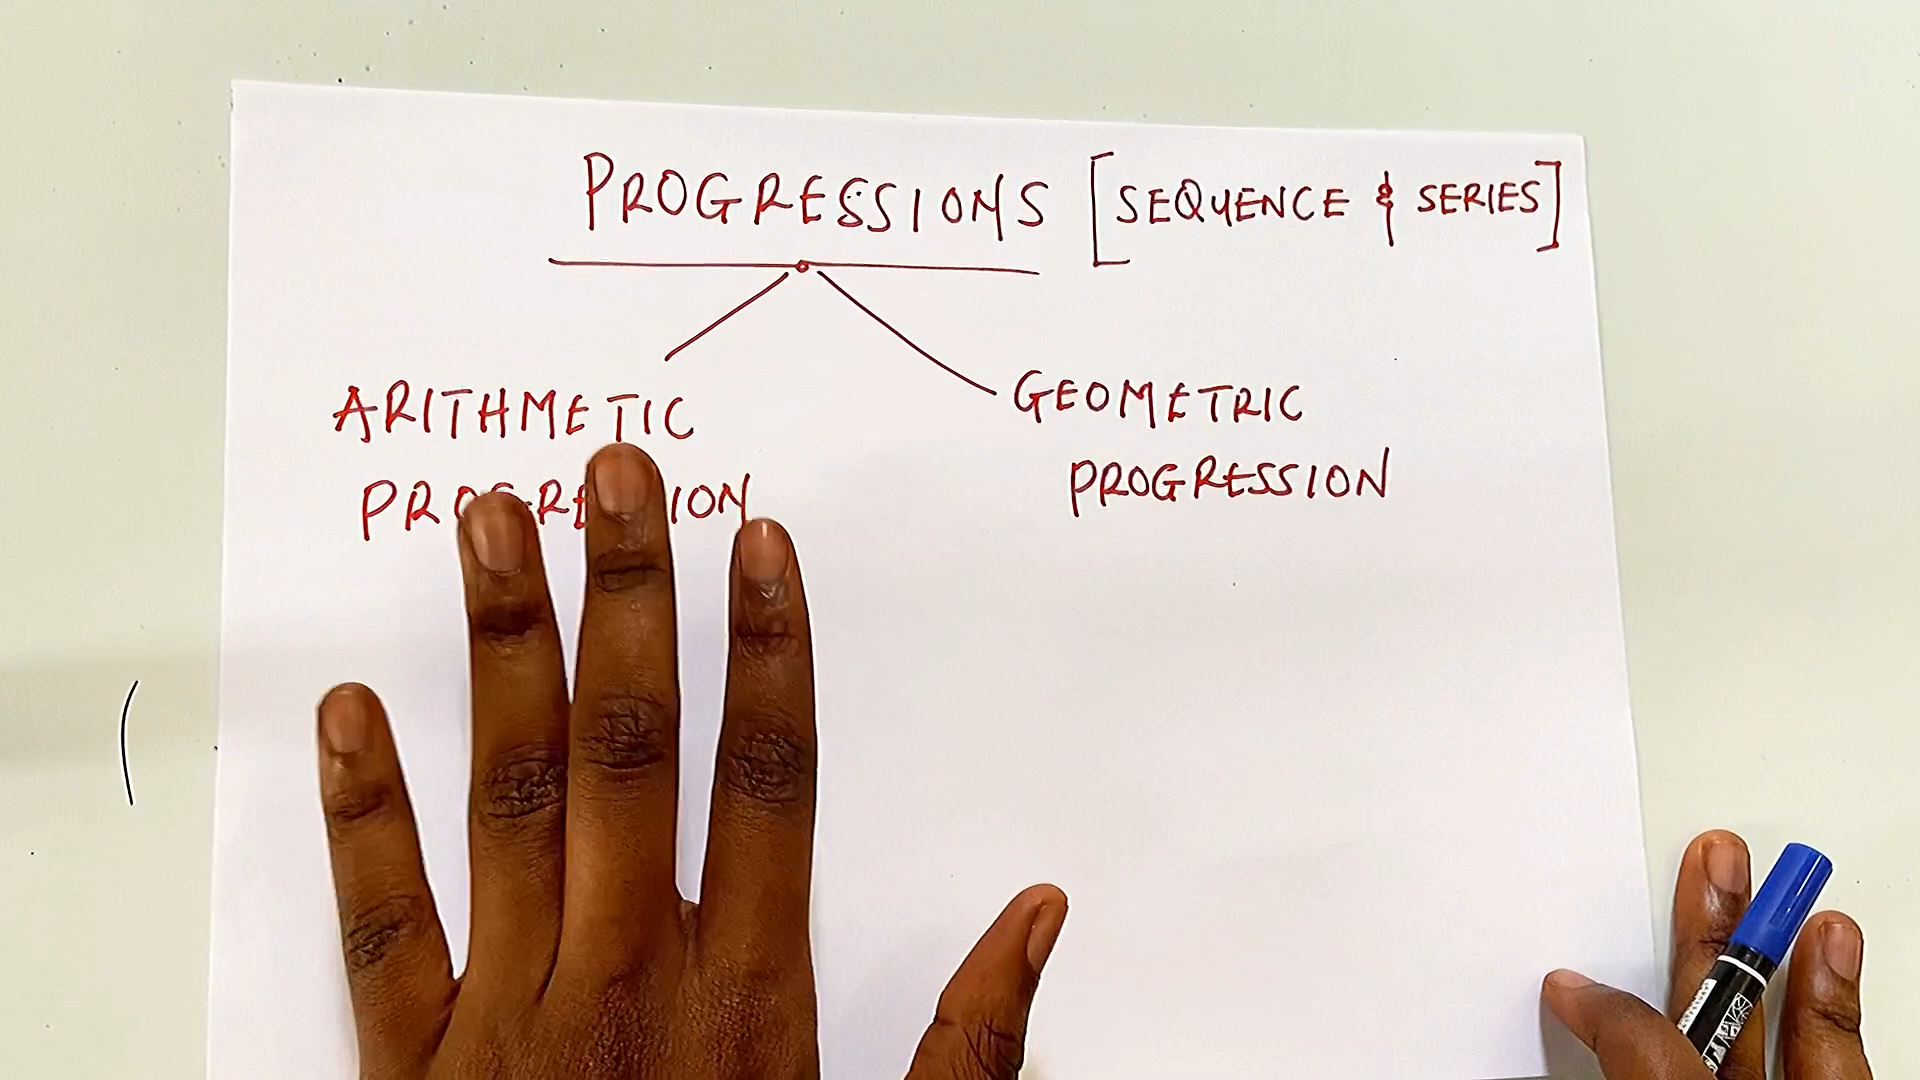 PROGRESSIONS [SEQUENCE & SERIES]
ARITHMETIC
GEOMETRIC
PROGRESSION